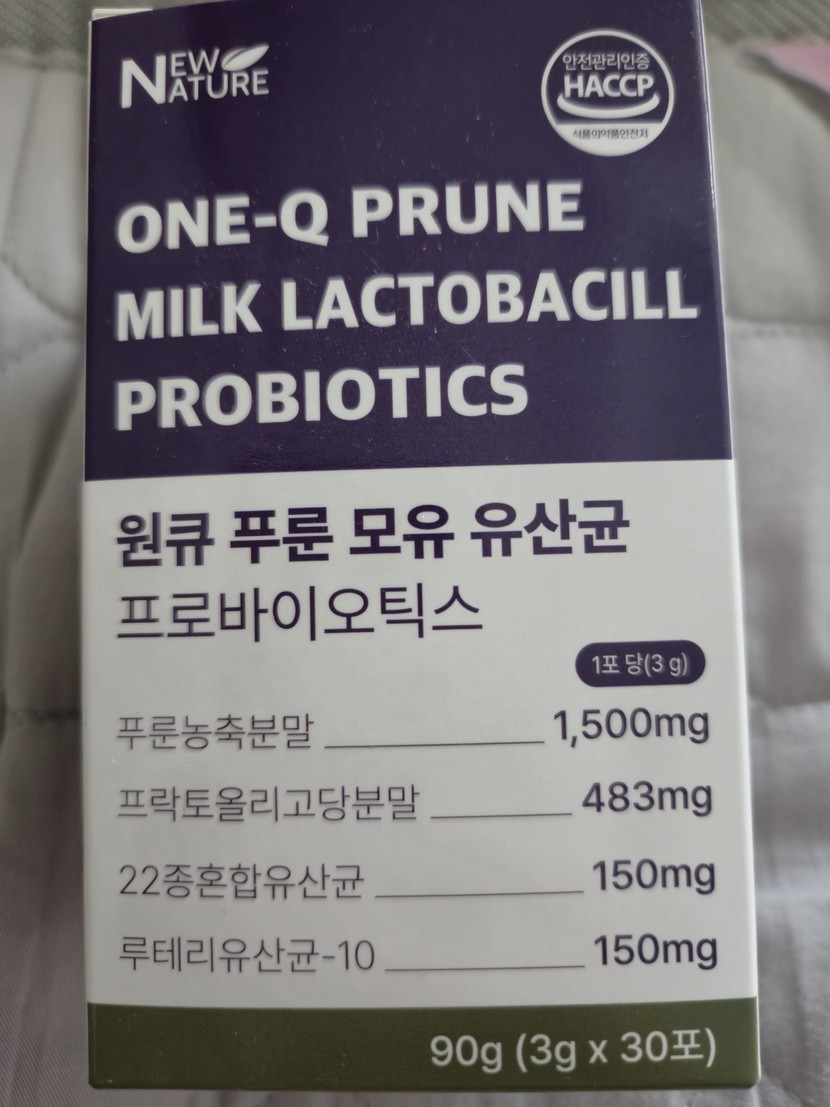 NEW NATURE
안전관리인증
HACCP
식품의약품안전처
ONE-Q PRUNE
MILK LACTOBACILL
PROBIOTICS
원큐 푸룬 모유 유산균
프로바이오틱스
1포 당(3 g)
푸룬농축분말 1,500mg
프락토올리고당분말 483mg
22종혼합유산균 150mg
루테리유산균-10 150mg
90g (3g x 30포)